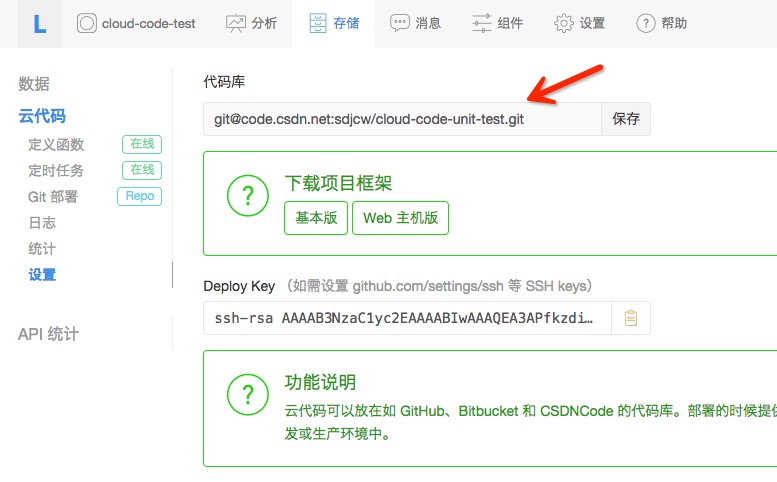 L cloud-code-test 分析 存储 消息 组件 设置 ? 帮助
数据
云代码
定义函数 在线
定时任务 在线
Git 部署 Repo
日志
统计
设置
API 统计
代码库
git@code.csdn.net:sdjcw/cloud-code-unit-test.git 保存
?
下载项目框架
基本版 Web 主机版
Deploy Key （如需设置 github.com/settings/ssh 等 SSH keys）
ssh-rsa AAAAB3NzaC1yc2EAAAABIwAAAQEA3APfkzdi…
?
功能说明
云代码可以放在如 GitHub、Bitbucket 和 CSDNCode 的代码库。部署的时候提供
发或生产环境中。